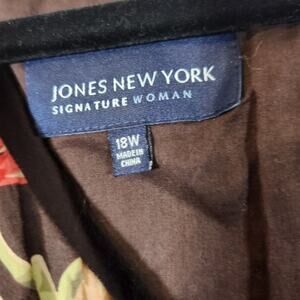 JONES NEW YORK
SIGNATURE WOMAN
18W
MADE IN
CHINA